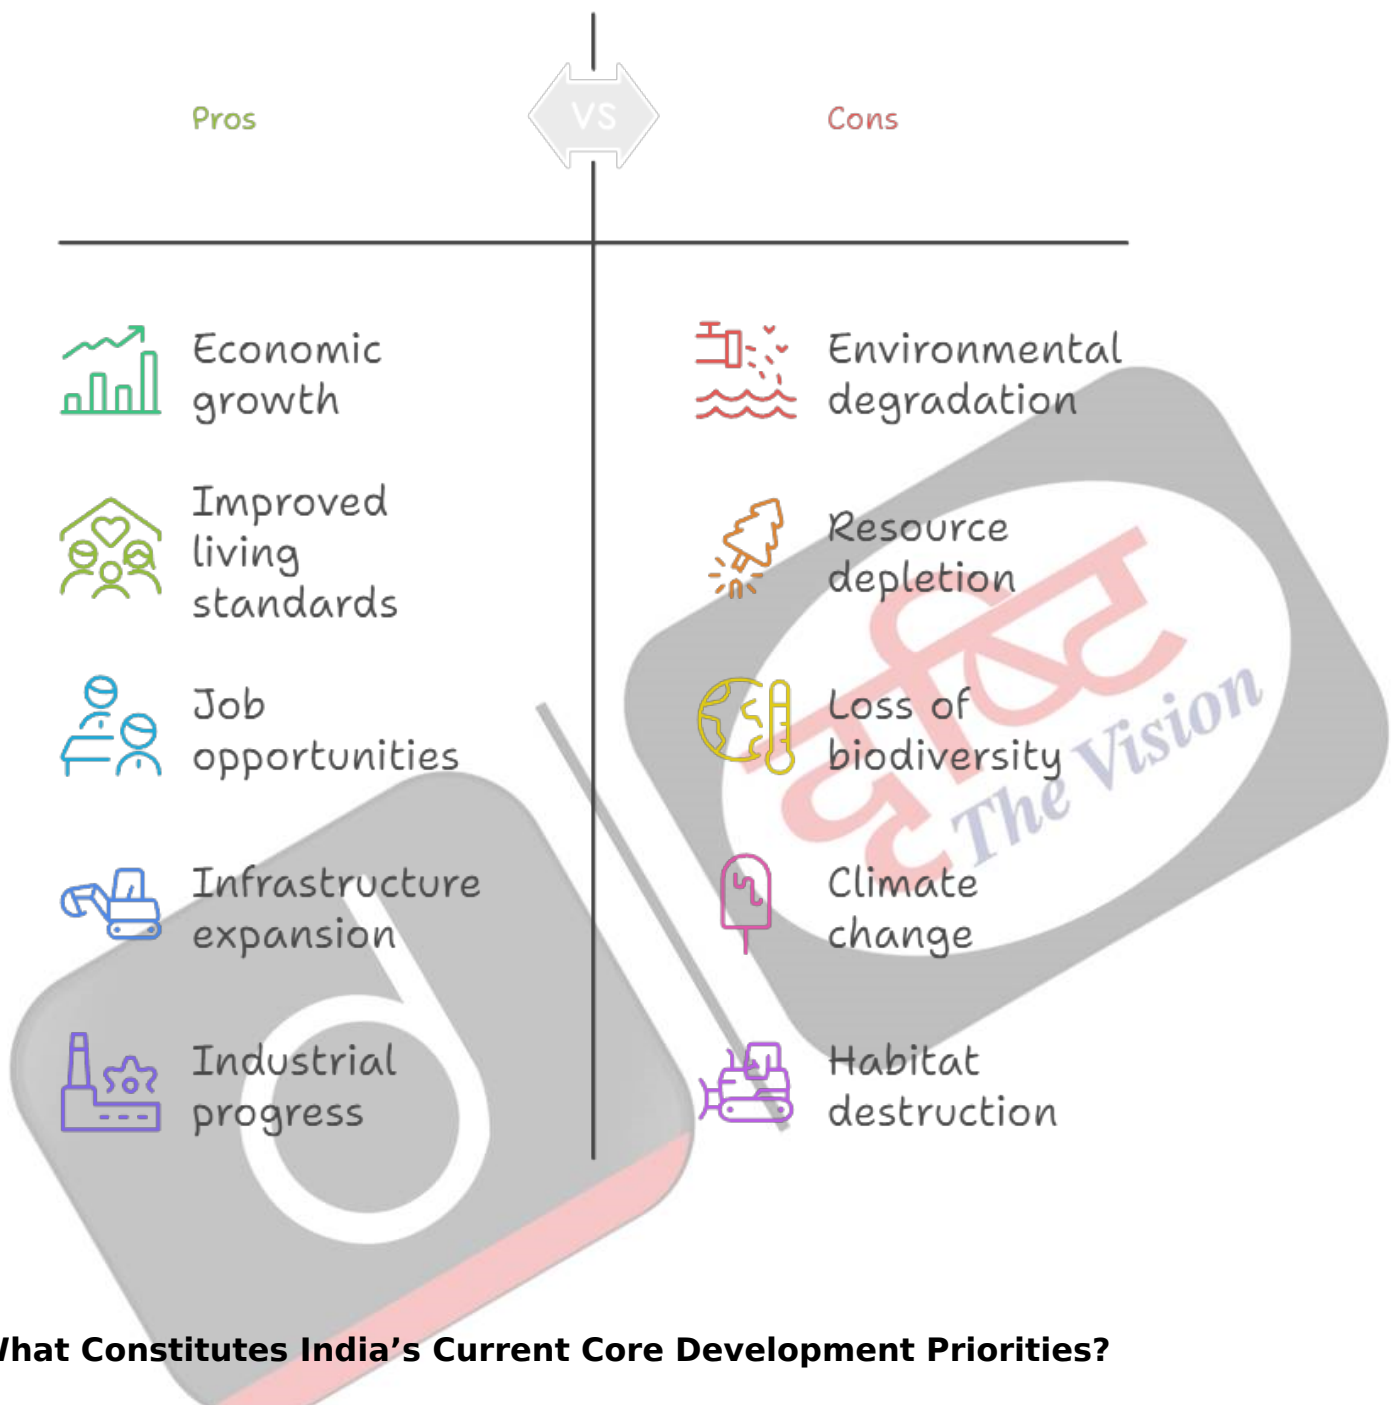 Pros
VS
Cons
Economic
growth
Environmental
degradation
Improved
living
standards
Resource
depletion
Job
opportunities
Loss of
biodiversity
Infrastructure
expansion
Climate
change
Industrial
progress
Habitat
destruction
d
दृष्टि
The Vision
What Constitutes India’s Current Core Development Priorities?